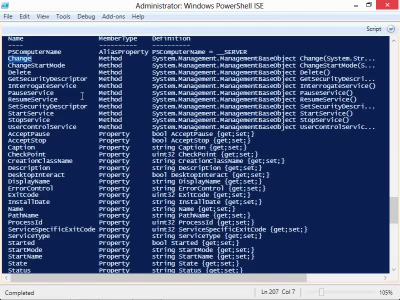 Administrator: Windows PowerShell ISE
File Edit View Tools Debug Add-ons Help
Script
Name MemberType Definition
---- ---------- ----------
PSComputerName AliasProperty PSComputerName = __SERVER
Change Method System.Management.ManagementBaseObject Change(System.Str...
ChangeStartMode Method System.Management.ManagementBaseObject ChangeStartMode(S...
Delete Method System.Management.ManagementBaseObject Delete()
GetSecurityDescriptor Method System.Management.ManagementBaseObject GetSecurityDescri...
InterrogateService Method System.Management.ManagementBaseObject InterrogateService()
PauseService Method System.Management.ManagementBaseObject PauseService()
ResumeService Method System.Management.ManagementBaseObject ResumeService()
SetSecurityDescriptor Method System.Management.ManagementBaseObject SetSecurityDescri...
StartService Method System.Management.ManagementBaseObject StartService()
StopService Method System.Management.ManagementBaseObject StopService()
UserControlService Method System.Management.ManagementBaseObject UserControlServic...
AcceptPause Property bool AcceptPause {get;set;}
AcceptStop Property bool AcceptStop {get;set;}
Caption Property string Caption {get;set;}
CheckPoint Property uint32 CheckPoint {get;set;}
CreationClassName Property string CreationClassName {get;set;}
Description Property string Description {get;set;}
DesktopInteract Property bool DesktopInteract {get;set;}
DisplayName Property string DisplayName {get;set;}
ErrorControl Property string ErrorControl {get;set;}
ExitCode Property uint32 ExitCode {get;set;}
InstallDate Property string InstallDate {get;set;}
Name Property string Name {get;set;}
PathName Property string PathName {get;set;}
ProcessId Property uint32 ProcessId {get;set;}
ServiceSpecificExitCode Property uint32 ServiceSpecificExitCode {get;set;}
ServiceType Property string ServiceType {get;set;}
Started Property bool Started {get;set;}
StartMode Property string StartMode {get;set;}
StartName Property string StartName {get;set;}
State Property string State {get;set;}
Status Property string Status {get;set;}
Completed Ln 207 Col 7 105%